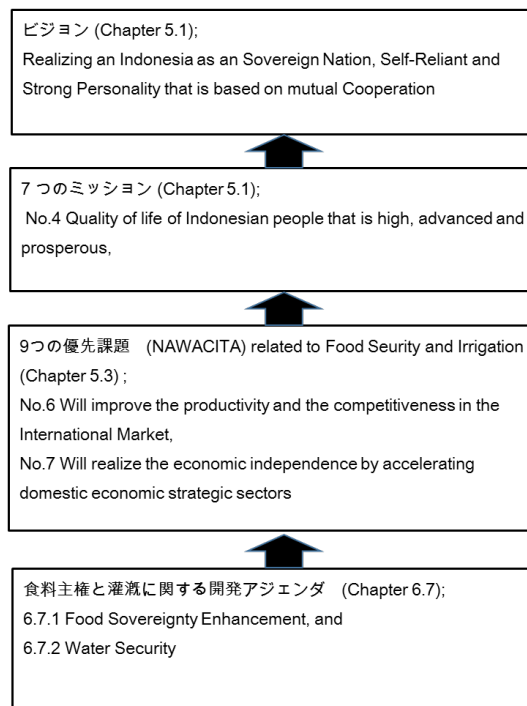 ビジョン (Chapter 5.1);
Realizing an Indonesia as an Sovereign Nation, Self-Reliant and
Strong Personality that is based on mutual Cooperation
7 つのミッション (Chapter 5.1);
No.4 Quality of life of Indonesian people that is high, advanced and
prosperous,
9つの優先課題　(NAWACITA) related to Food Seurity and Irrigation
(Chapter 5.3) ;
No.6 Will improve the productivity and the competitiveness in the
International Market,
No.7 Will realize the economic independence by accelerating
domestic economic strategic sectors
食料主権と灌漑に関する開発アジェンダ　(Chapter 6.7);
6.7.1 Food Sovereignty Enhancement, and
6.7.2 Water Security